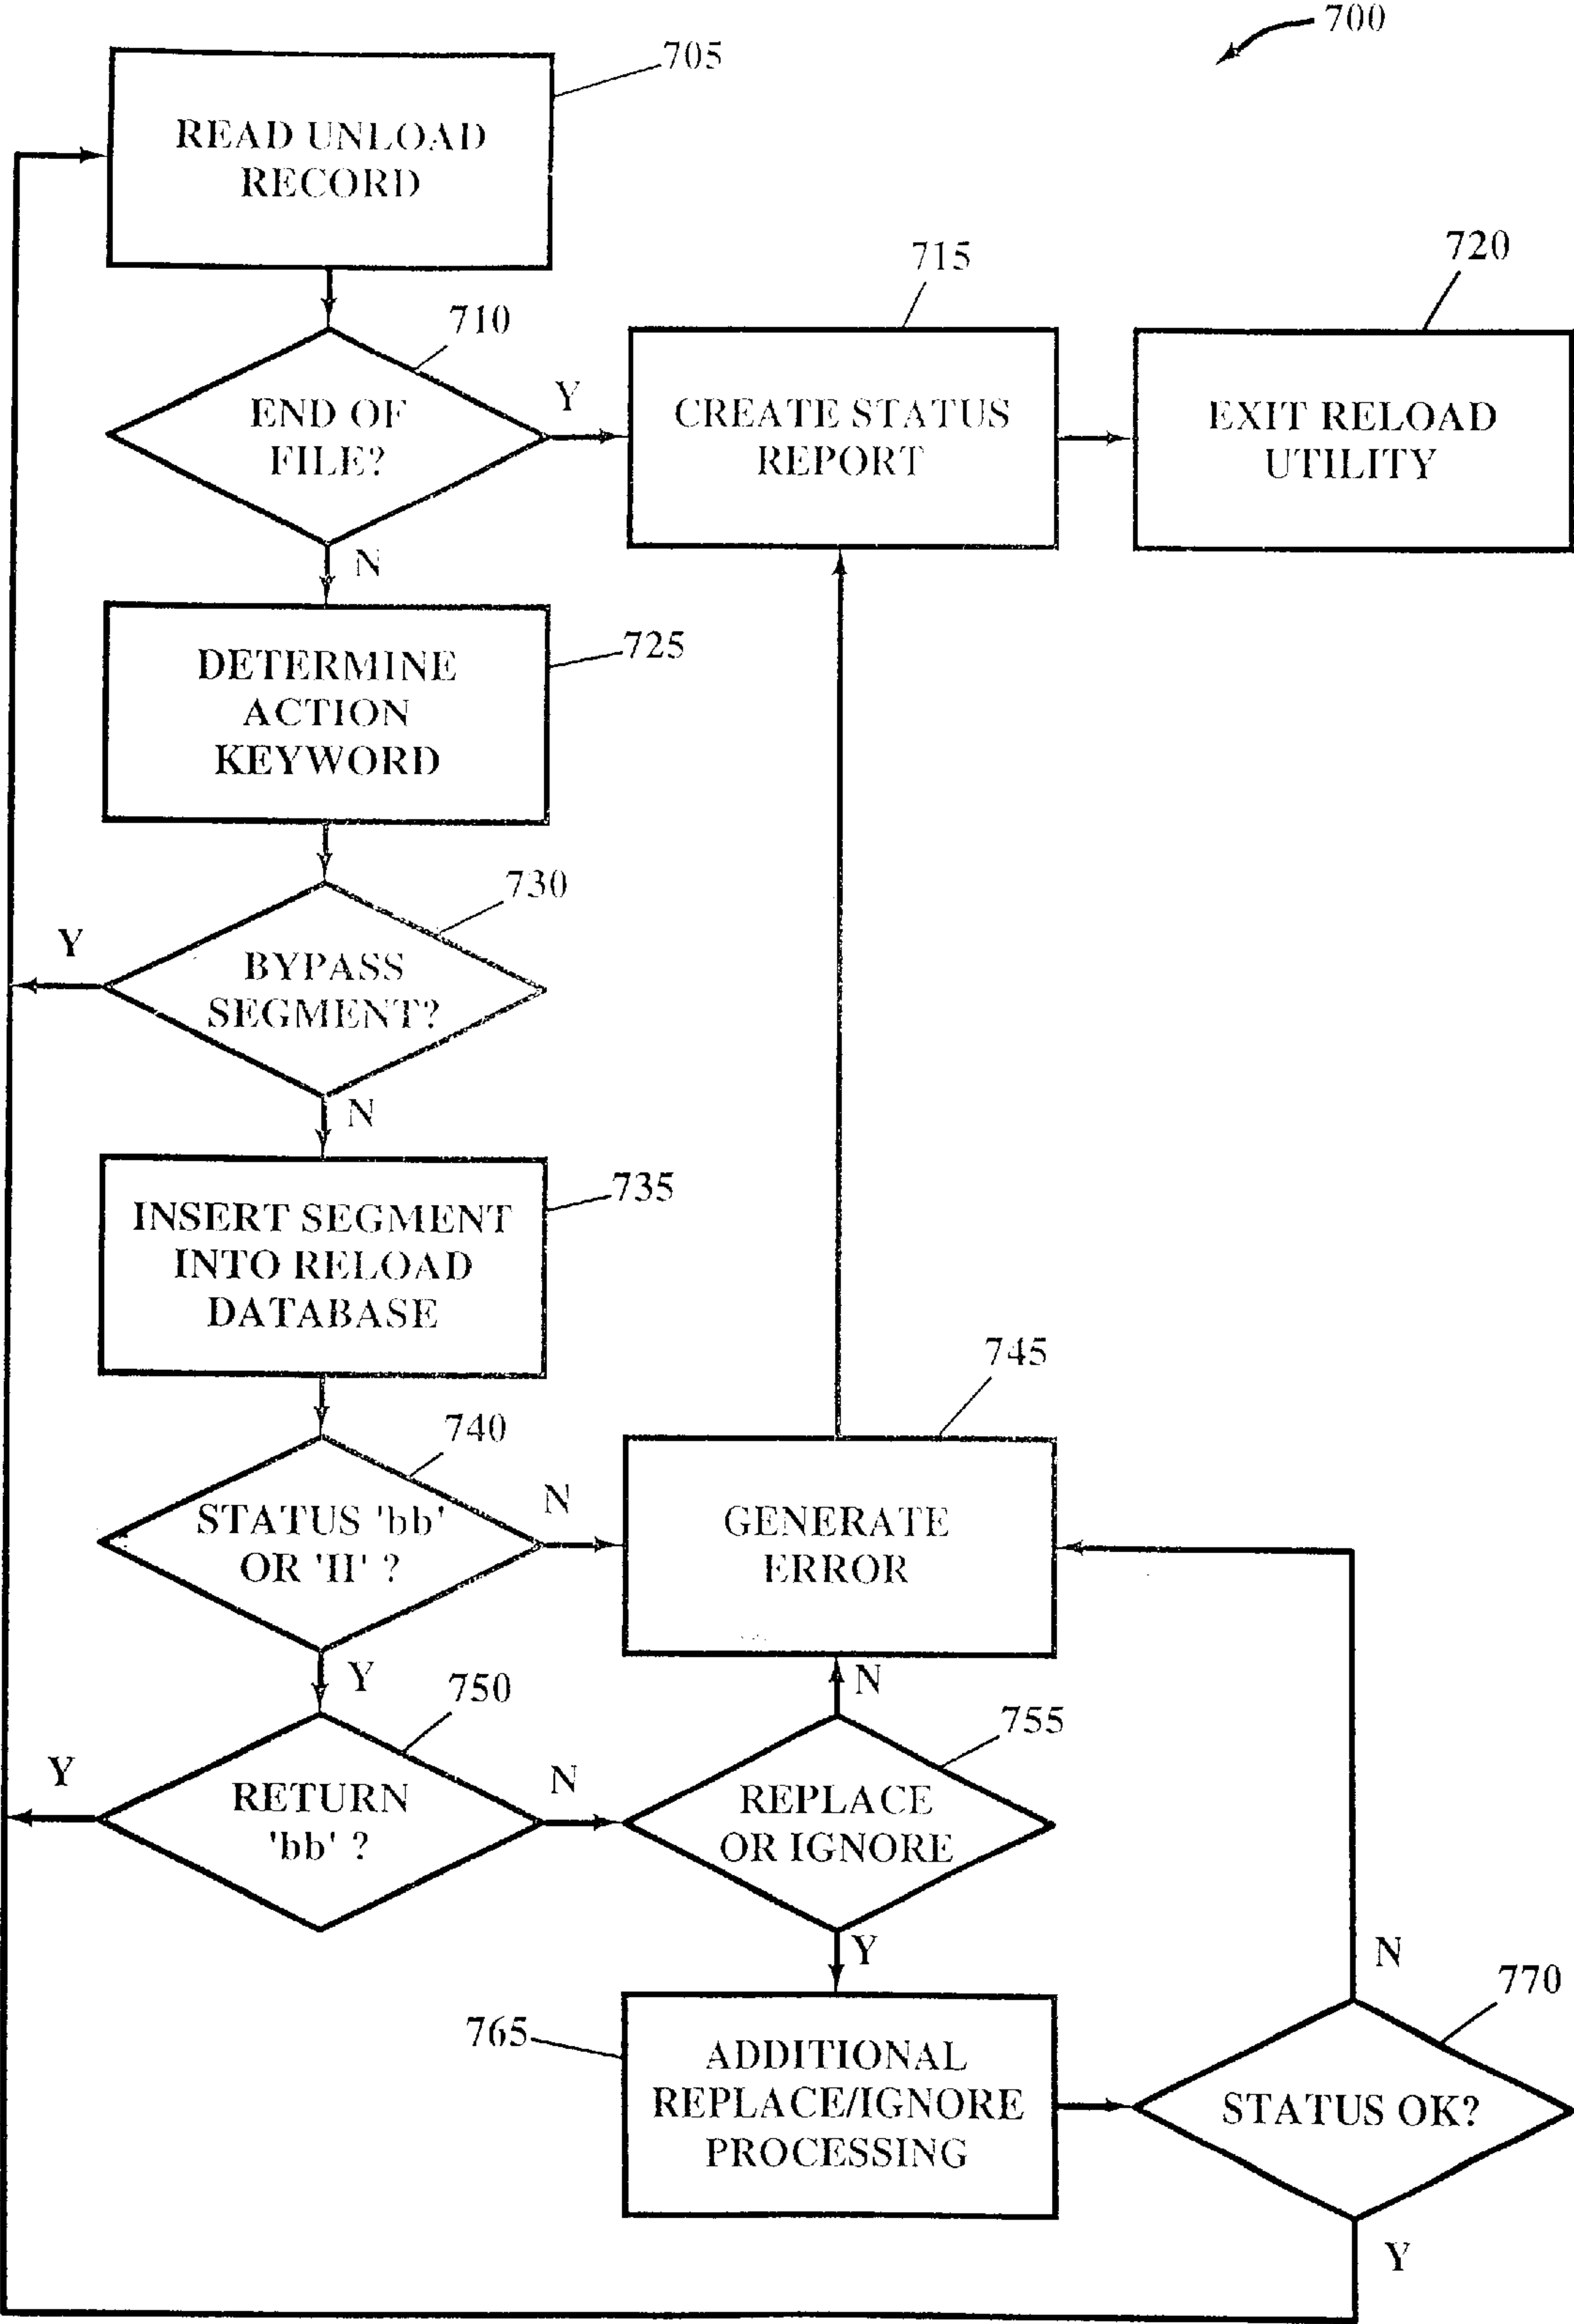 700
705
READ UNLOAD
RECORD
710
END OF
FILE?
Y
N
715
CREATE STATUS
REPORT
720
EXIT RELOAD
UTILITY
725
DETERMINE
ACTION
KEYWORD
730
BYPASS
SEGMENT?
Y
N
735
INSERT SEGMENT
INTO RELOAD
DATABASE
740
STATUS 'bb'
OR 'II' ?
N
Y
745
GENERATE
ERROR
750
RETURN
'bb' ?
Y
N
755
REPLACE
OR IGNORE
N
Y
765
ADDITIONAL
REPLACE/IGNORE
PROCESSING
770
STATUS OK?
N
Y